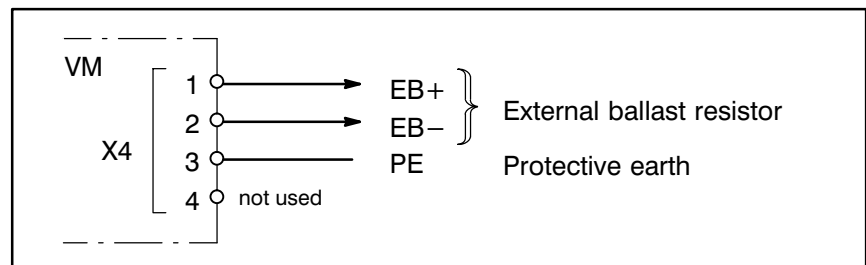 VM
X4
1 EB+
2 EB−
External ballast resistor
3 PE Protective earth
4 not used